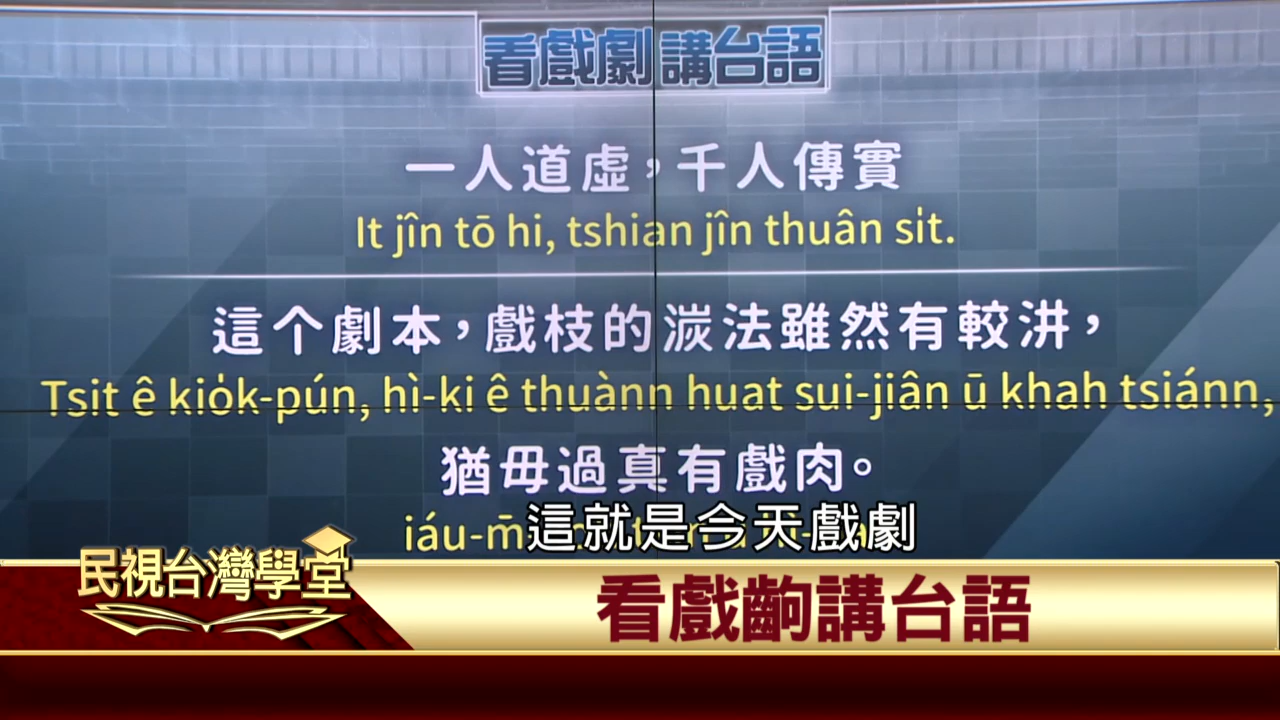 看戲劇講台語
一人道虛，千人傳實
It jîn tō hi, tshian jîn thuân si̍t.
這个劇本，戲枝的湠法雖然有較汫，
Tsit ê kio̍k-pún, hì-ki ê thuànn huat sui-jiân ū khah tsiánn,
猶毋過真有戲肉。
iáu-m̄
這就是今天戲劇
民視台灣學堂
看戲齣講台語